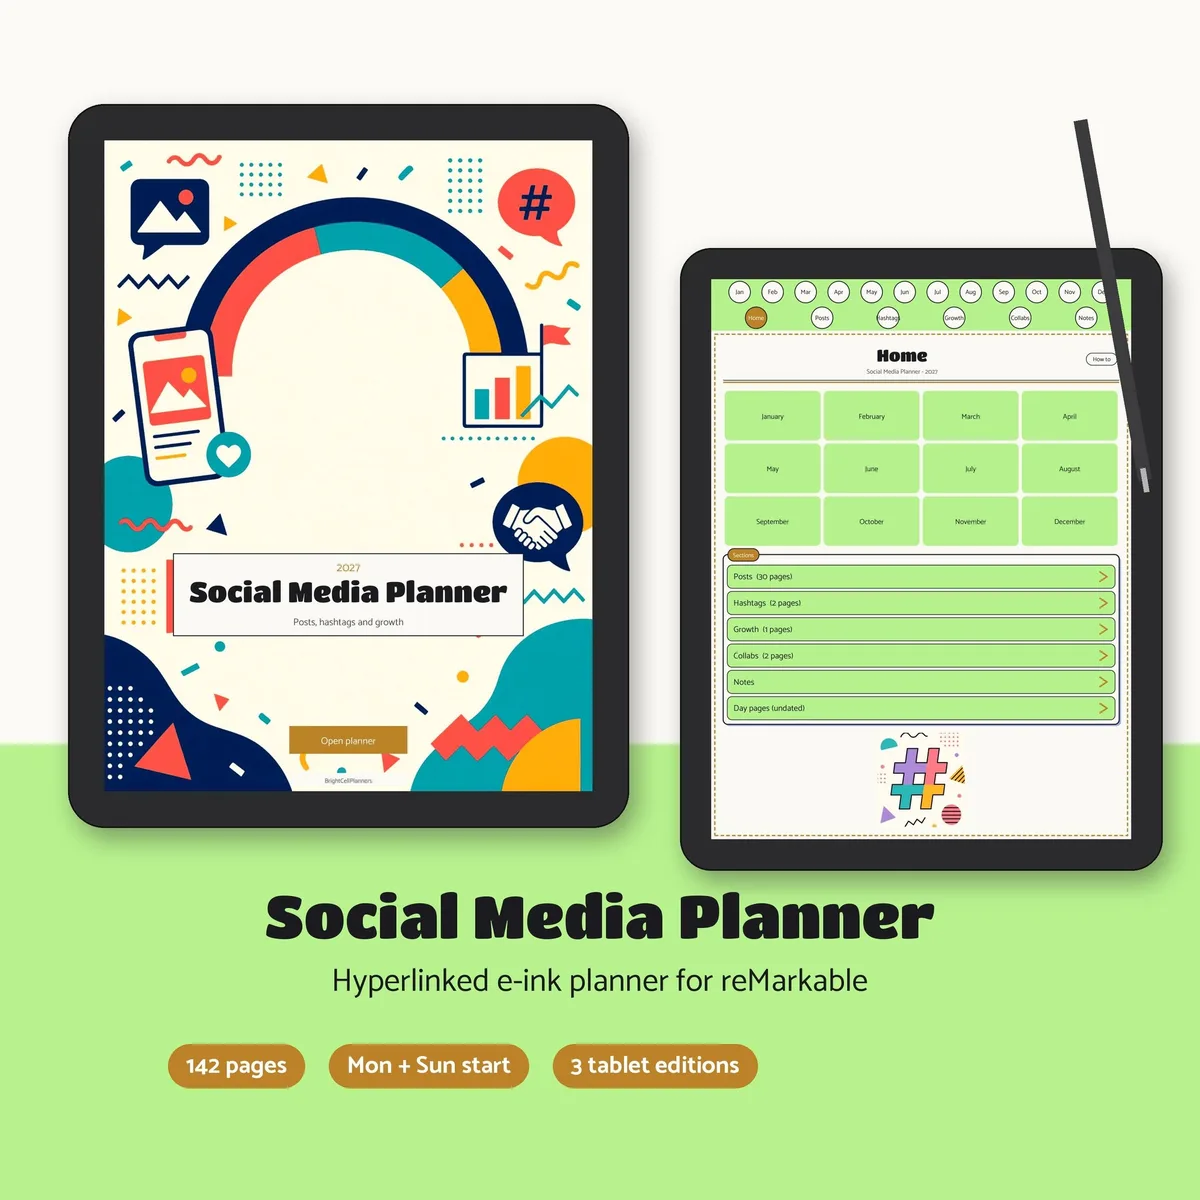 #
2027
Social Media Planner
Posts, hashtags and growth
Open planner
BrightCellPlanners
Jan Feb Mar Apr May Jun Jul Aug Sep Oct Nov
Home Posts Hashtags Growth Collabs Notes
Home
How to
Social Media Planner - 2027
January February March April
May June July August
September October November December
Sections
Posts (30 pages)
Hashtags (2 pages)
Growth (1 pages)
Collabs (2 pages)
Notes
Day pages (undated)
#
Social Media Planner
Hyperlinked e-ink planner for reMarkable
142 pages Mon + Sun start 3 tablet editions